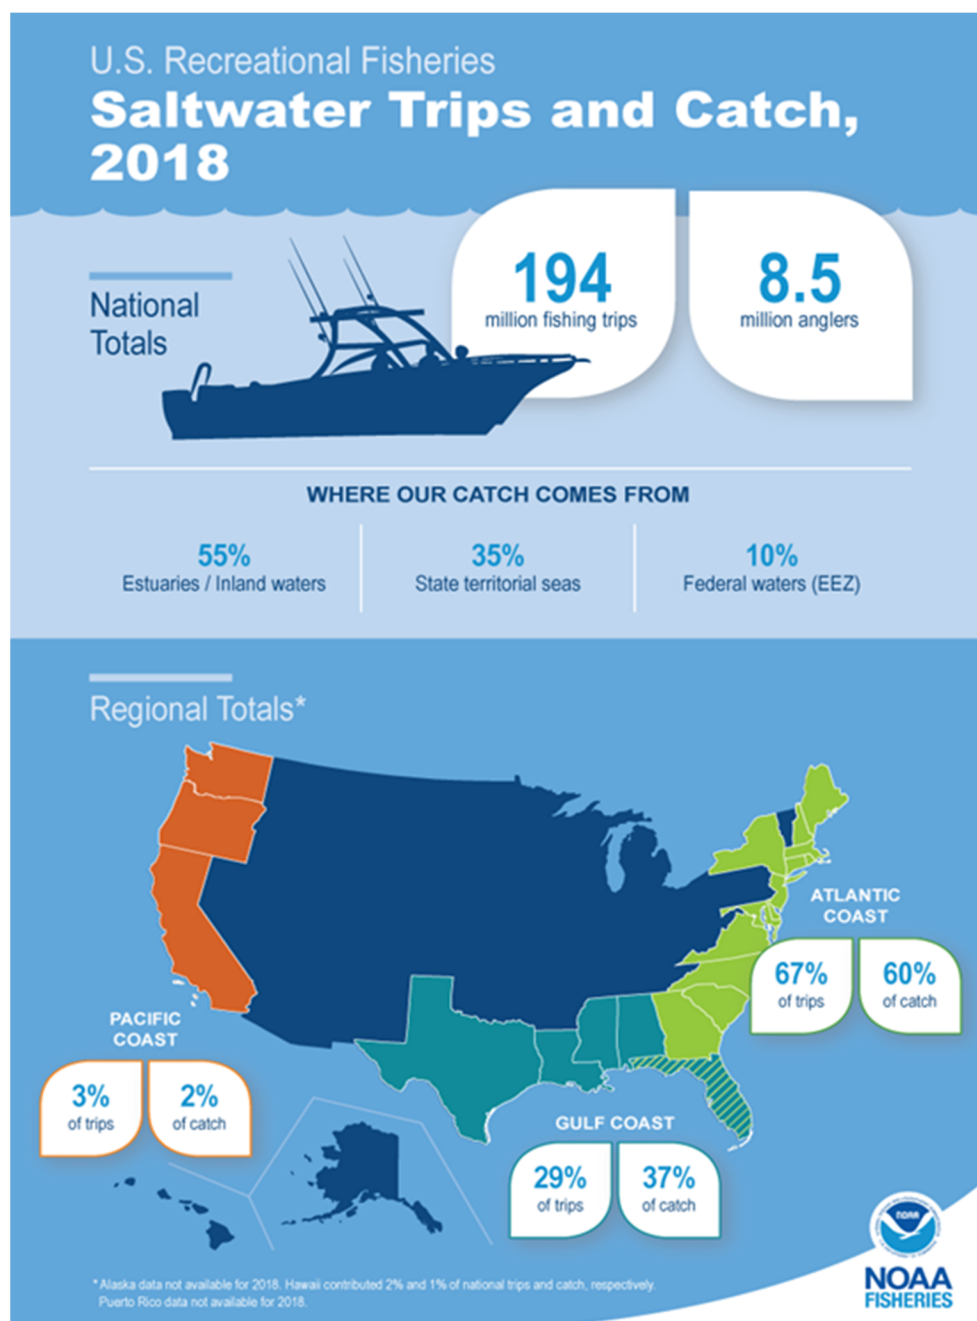 U.S. Recreational Fisheries
Saltwater Trips and Catch,
2018
National
Totals
194
million fishing trips
8.5
million anglers
WHERE OUR CATCH COMES FROM
55%
Estuaries / Inland waters
35%
State territorial seas
10%
Federal waters (EEZ)
Regional Totals*
ATLANTIC
COAST
67%
of trips
60%
of catch
PACIFIC
COAST
3%
of trips
2%
of catch
GULF COAST
29%
of trips
37%
of catch
NOAA
NOAA
FISHERIES
*Alaska data not available for 2018. Hawaii contributed 2% and 1% of national trips and catch, respectively.
Puerto Rico data not available for 2018.